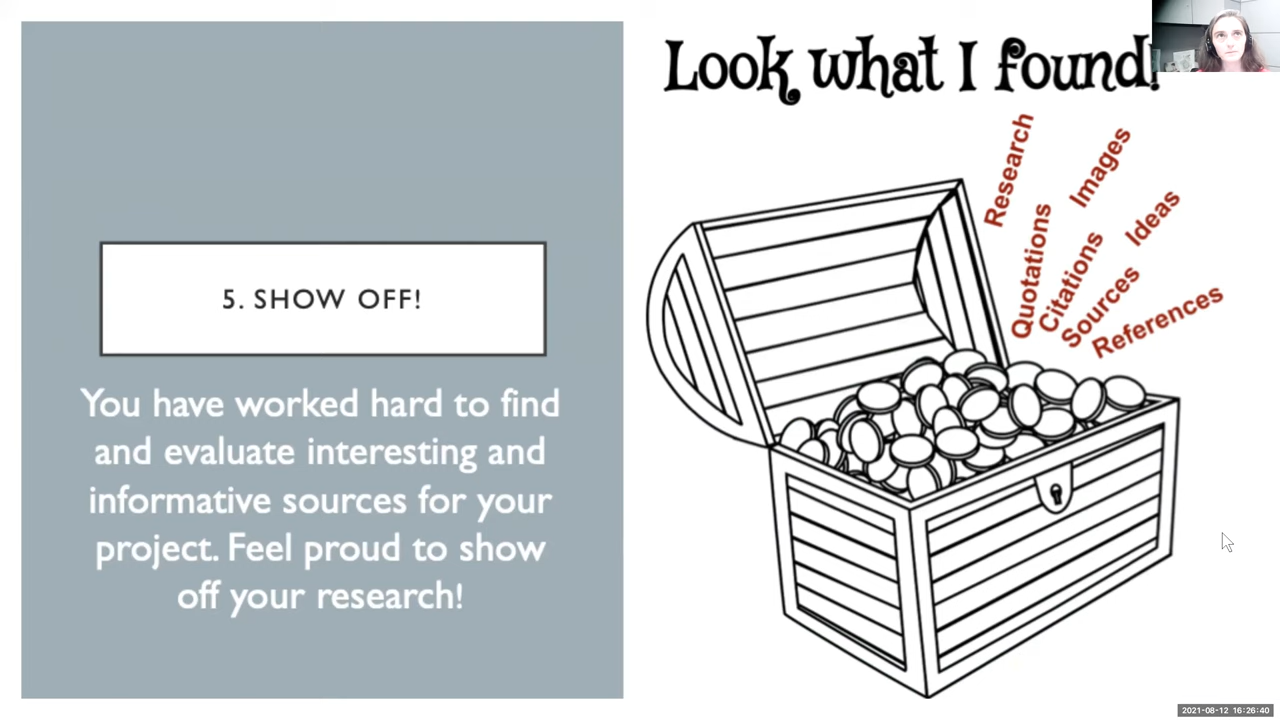 5. SHOW OFF!
You have worked hard to find
and evaluate interesting and
informative sources for your
project. Feel proud to show
off your research!
Look what I found!
Research
Images
Quotations
Ideas
Citations
Sources
References
2021-08-12 16:26:40